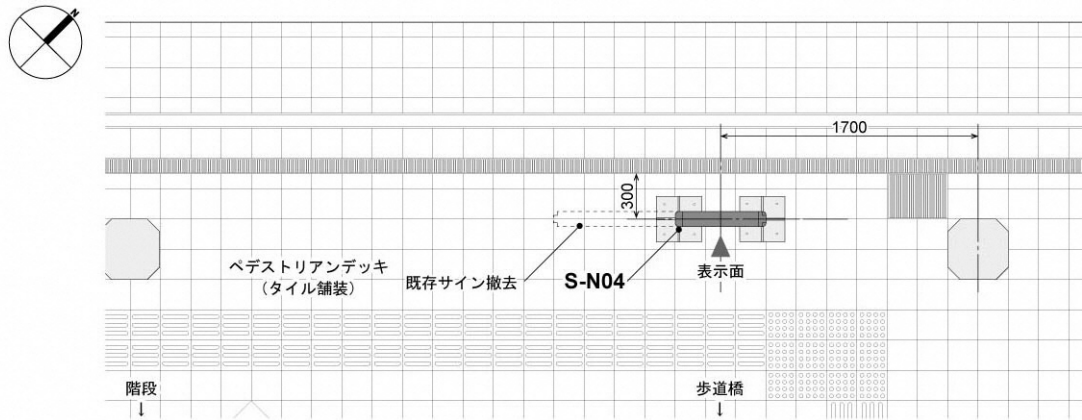 N
1700
300
ペデストリアンデッキ
（タイル舗装）
既存サイン撤去
S-N04
表示面
階段
↓
歩道橋
↓